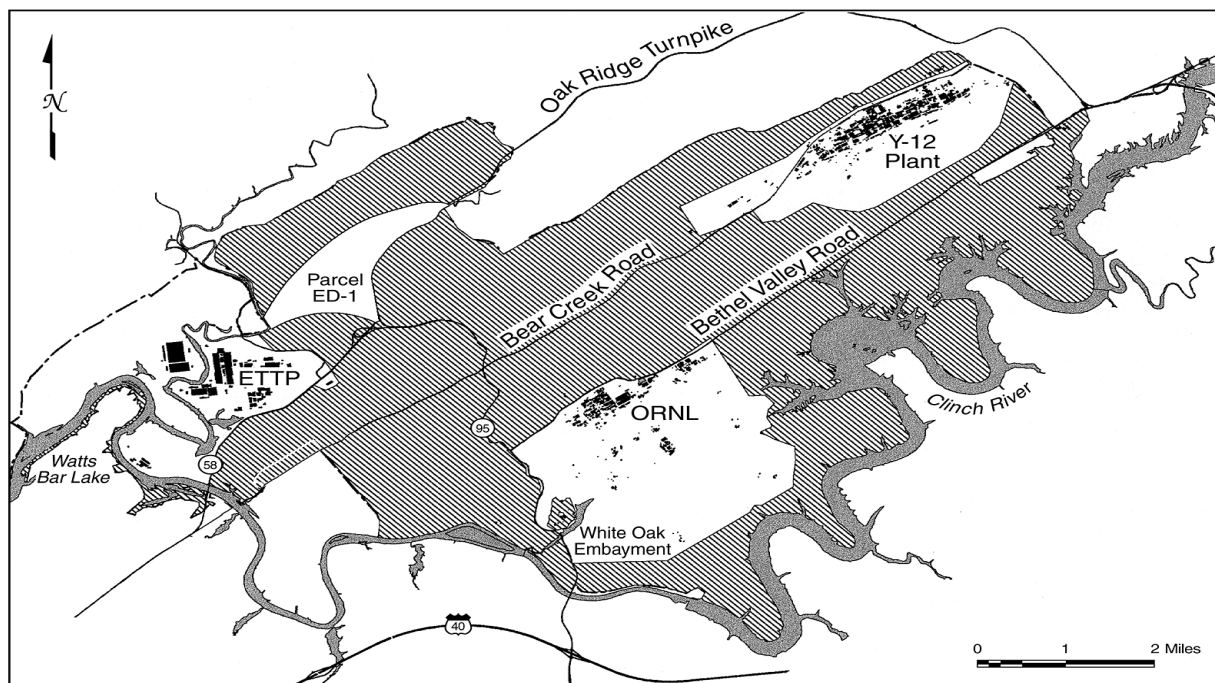 N
Oak Ridge Turnpike
Y-12
Plant
Parcel
ED-1
Bear Creek Road
Bethel Valley Road
ETTP
ORNL
Clinch River
95
58
Watts
Bar Lake
White Oak
Embayment
40
0 1 2 Miles